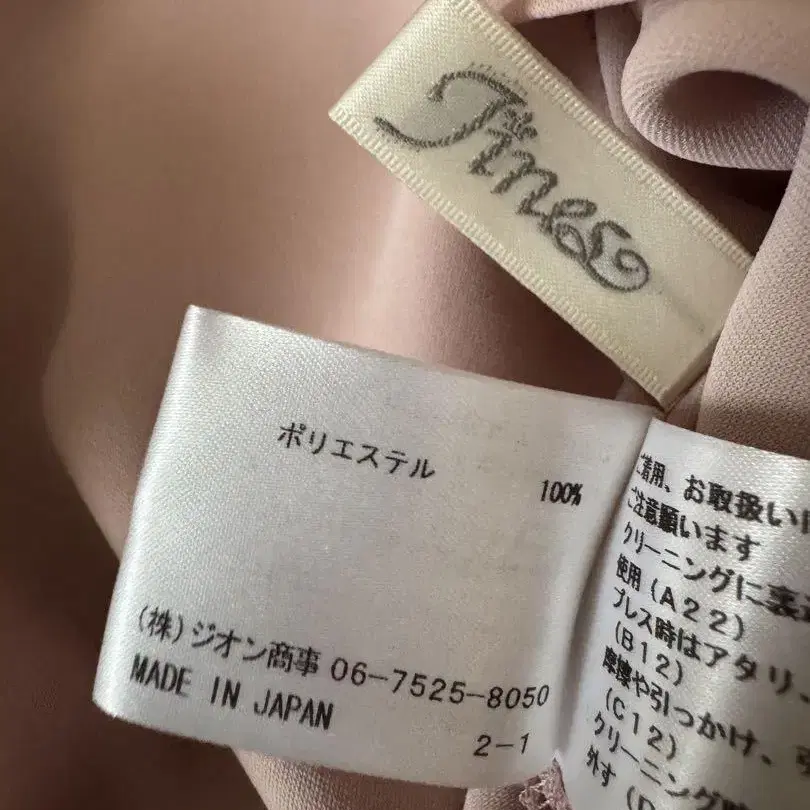 Jines
ポリエステル
100%
(株)ジオン商事 06-7525-8050
MADE IN JAPAN
2-1
ご着用、お取扱い
ご注意願います
クリーニングに
使用(A22)
プレス時はアタリ
(B12)
摩擦や引っかけ、
(C12)
クリーニング
外す